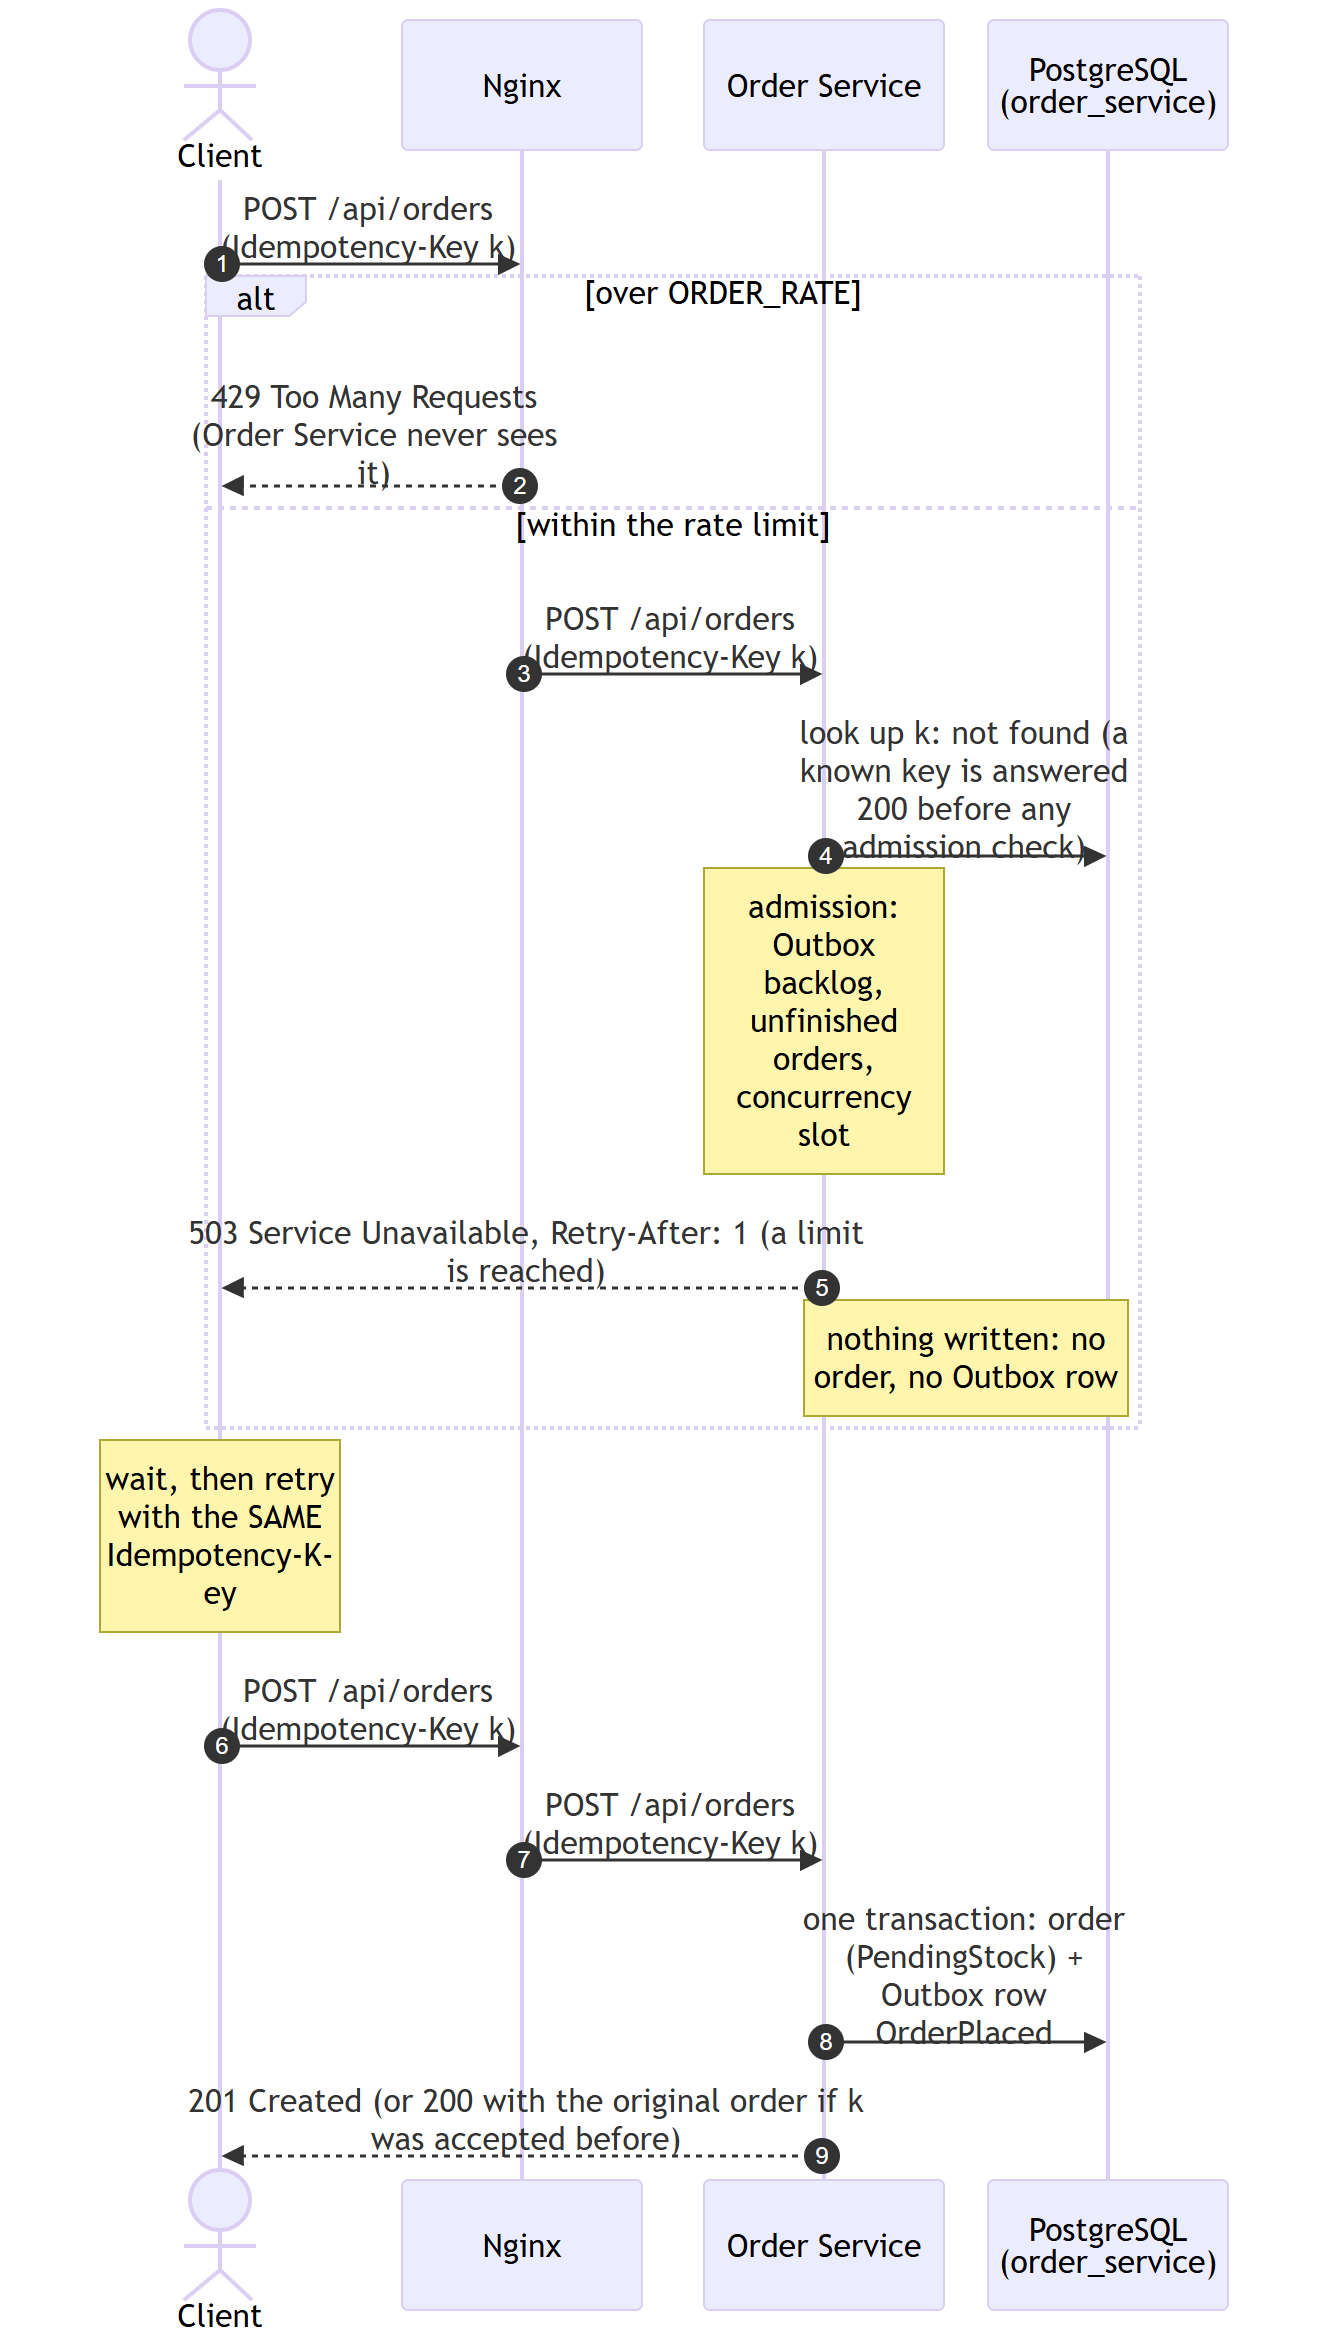 Client
Nginx
Order Service
PostgreSQL
(order_service)
POST /api/orders
(Idempotency-Key k)
1
alt
[over ORDER_RATE]
429 Too Many Requests
(Order Service never sees
it)
2
[within the rate limit]
POST /api/orders
(Idempotency-Key k)
3
look up k: not found (a
known key is answered
200 before any
admission check)
4
admission:
Outbox
backlog,
unfinished
orders,
concurrency
slot
503 Service Unavailable, Retry-After: 1 (a limit
is reached)
5
nothing written: no
order, no Outbox row
wait, then retry
with the SAME
Idempotency-K-
ey
POST /api/orders
(Idempotency-Key k)
6
POST /api/orders
(Idempotency-Key k)
7
one transaction: order
(PendingStock) +
Outbox row
OrderPlaced
8
201 Created (or 200 with the original order if k
was accepted before)
9
Client
Nginx
Order Service
PostgreSQL
(order_service)